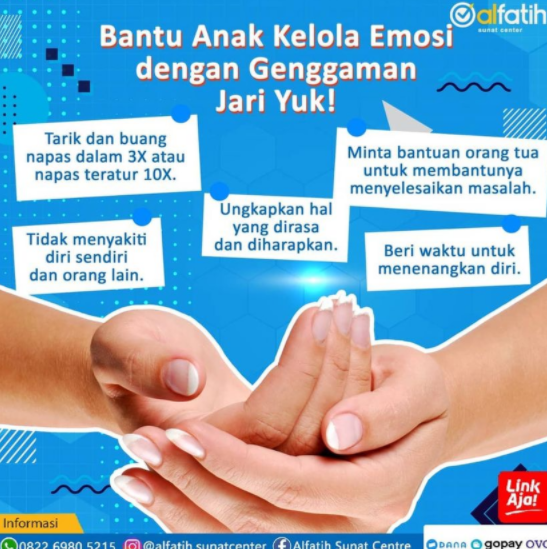 alfatih
sunat center
Bantu Anak Kelola Emosi
dengan Genggaman
Jari Yuk!
Tarik dan buang
napas dalam 3X atau
napas teratur 10X.
Minta bantuan orang tua
untuk membantunya
menyelesaikan masalah.
Ungkapkan hal
yang dirasa
dan diharapkan.
Tidak menyakiti
diri sendiri
dan orang lain.
Beri waktu untuk
menenangkan diri.
Link
Aja!
Informasi
0822 6980 5215 @alfatih.sunatcenter Alfatih Sunat Centre DANA gopay OVO